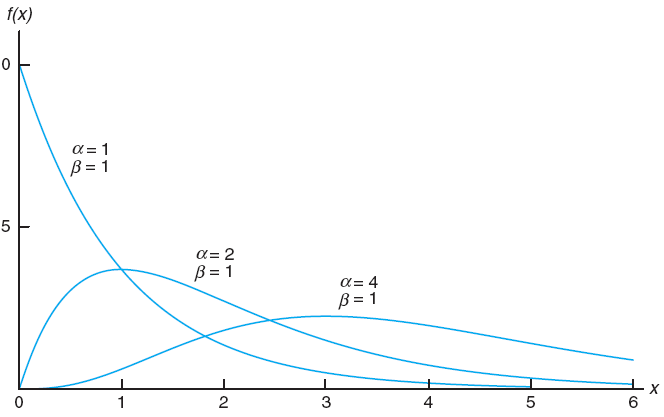 f(x)
0
α = 1
β = 1
5
α = 2
β = 1
α = 4
β = 1
0 1 2 3 4 5 6 x